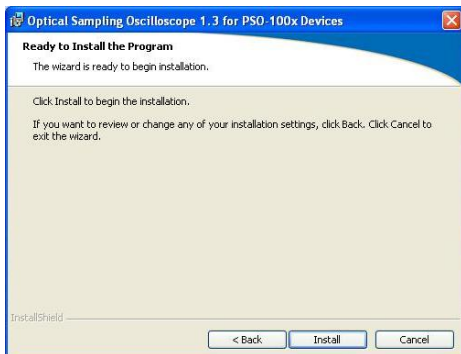 Optical Sampling Oscilloscope 1.3 for PSO-100x Devices
Ready to Install the Program
The wizard is ready to begin installation.
Click Install to begin the installation.
If you want to review or change any of your installation settings, click Back. Click Cancel to
exit the wizard.
InstallShield
< Back Install Cancel